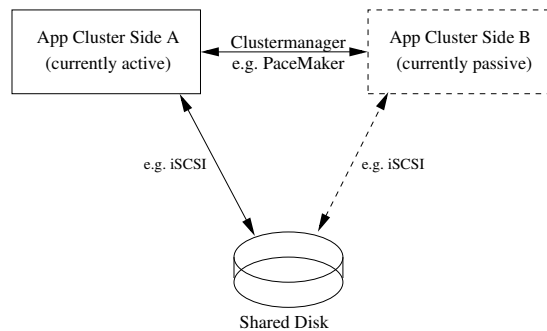 App Cluster Side A
(currently active)
Clustermanager
e.g. PaceMaker
App Cluster Side B
(currently passive)
e.g. iSCSI
e.g. iSCSI
Shared Disk